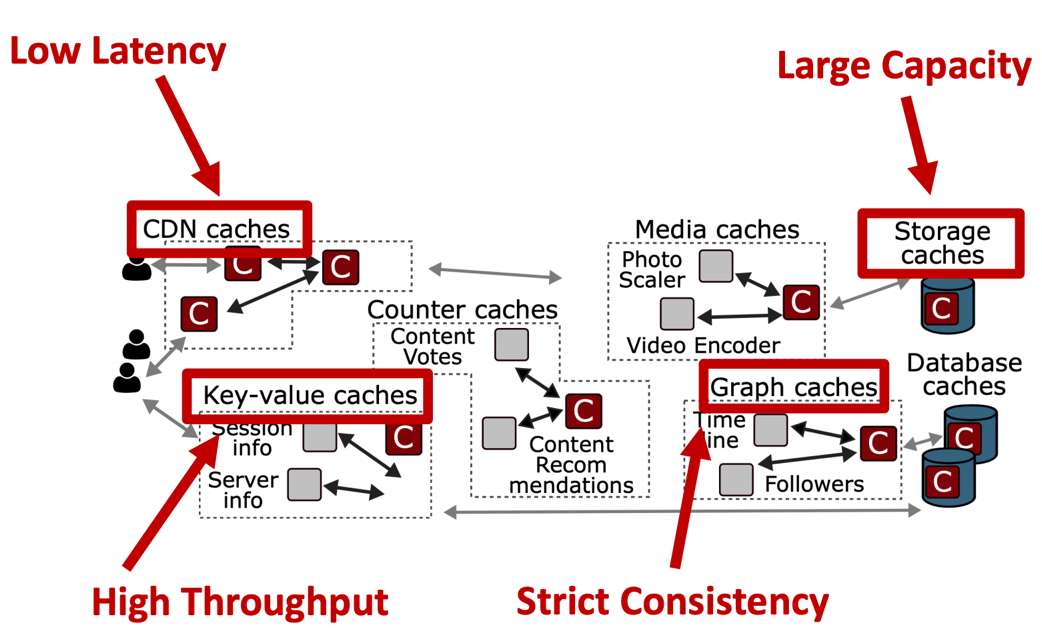 Low Latency
Large Capacity
CDN caches
C
C
C
Media caches
Photo
Scaler
C
Video Encoder
Storage
caches
C
Counter caches
Content
Votes
C
Content
Recom
mendations
Key-value caches
Session
info
C
Server
info
Graph caches
Time
line
C
Followers
Database
caches
C
C
High Throughput
Strict Consistency